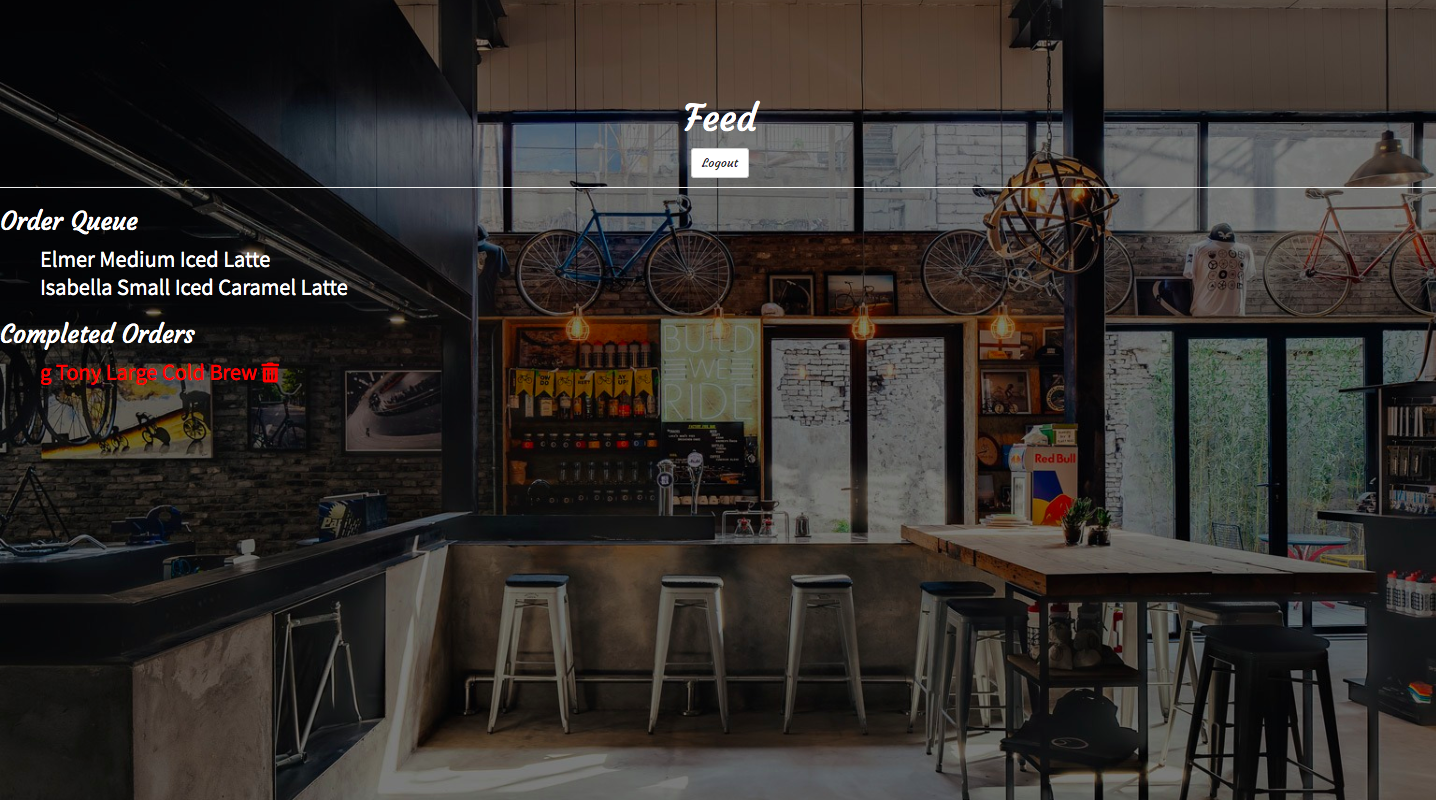 Feed
Logout
Order Queue
Elmer Medium Iced Latte
Isabella Small Iced Caramel Latte
Completed Orders
g Tony Large Cold Brew
BUILD
WE
RIDE
Red Bull